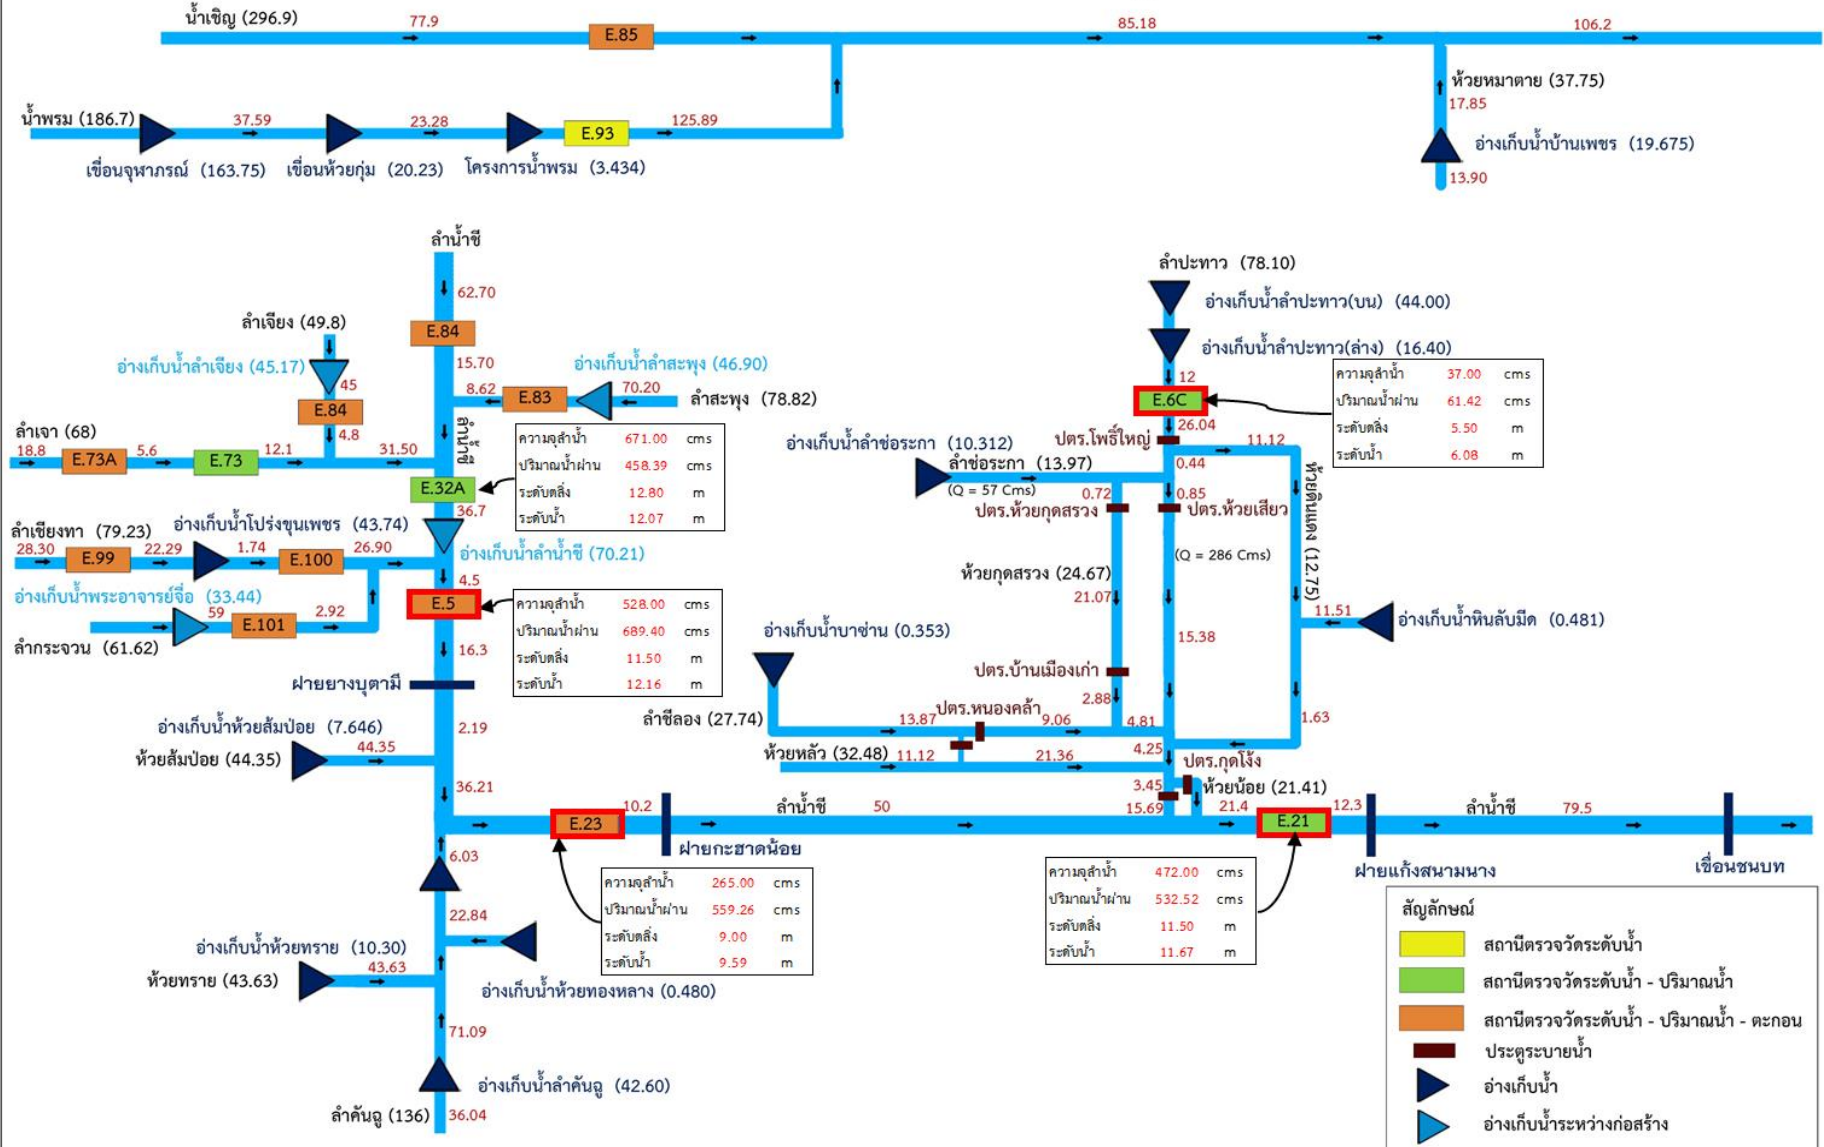 น้ำเชิญ (296.9)
77.9
E.85
85.18
106.2
น้ำพรม (186.7)
37.59
23.28
E.93
125.89
เขื่อนจุฬาภรณ์ (163.75)
เขื่อนห้วยกุ่ม (20.23)
โครงการน้ำพรม (3.434)
ห้วยหมาตาย (37.75)
17.85
อ่างเก็บน้ำบ้านเพชร (19.675)
13.90
ลำน้ำชี
62.70
E.84
15.70
ลำเจียง (49.8)
อ่างเก็บน้ำลำเจียง (45.17)
45
E.84
4.8
อ่างเก็บน้ำลำสะพุง (46.90)
8.62
E.83
70.20
ลำสะพุง (78.82)
ลำเจา (68)
18.8
E.73A
5.6
E.73
12.1
31.50
ลำน้ำชี
E.32A
36.7
ความจุลำน้ำ 671.00 cms
ปริมาณน้ำผ่าน 458.39 cms
ระดับตลิ่ง 12.80 m
ระดับน้ำ 12.07 m
ลำเชียงทา (79.23)
28.30
E.99
22.29
อ่างเก็บน้ำโปร่งขุนเพชร (43.74)
1.74
E.100
26.90
อ่างเก็บน้ำลำน้ำชี (70.21)
4.5
อ่างเก็บน้ำพระอาจารย์จื่อ (33.44)
59
E.101
2.92
ลำกระจวน (61.62)
E.5
16.3
ความจุลำน้ำ 528.00 cms
ปริมาณน้ำผ่าน 689.40 cms
ระดับตลิ่ง 11.50 m
ระดับน้ำ 12.16 m
ฝายยางบุตามี
2.19
อ่างเก็บน้ำห้วยส้มป่อย (7.646)
ห้วยส้มป่อย (44.35)
44.35
36.21
E.23
10.2
ฝายกะฮาดน้อย
ลำน้ำชี
50
ความจุลำน้ำ 265.00 cms
ปริมาณน้ำผ่าน 559.26 cms
ระดับตลิ่ง 9.00 m
ระดับน้ำ 9.59 m
6.03
22.84
อ่างเก็บน้ำห้วยทราย (10.30)
ห้วยทราย (43.63)
43.63
อ่างเก็บน้ำห้วยทองหลาง (0.480)
71.09
อ่างเก็บน้ำลำคันฉู (42.60)
ลำคันฉู (136)
36.04
ลำปะทาว (78.10)
อ่างเก็บน้ำลำปะทาว(บน) (44.00)
อ่างเก็บน้ำลำปะทาว(ล่าง) (16.40)
12
E.6C
26.04
ความจุลำน้ำ 37.00 cms
ปริมาณน้ำผ่าน 61.42 cms
ระดับตลิ่ง 5.50 m
ระดับน้ำ 6.08 m
ปตร.โพธิ์ใหญ่
11.12
อ่างเก็บน้ำลำช่อระกา (10.312)
ลำช่อระกา (13.97)
(Q = 57 Cms)
0.44
0.72
0.85
ปตร.ห้วยกุดสรวง
ปตร.ห้วยเสียว
(Q = 286 Cms)
ห้วยดินแดง (12.75)
ห้วยกุดสรวง (24.67)
21.07
15.38
11.51
อ่างเก็บน้ำหินลับมีด (0.481)
อ่างเก็บน้ำบาซ่าน (0.353)
ปตร.บ้านเมืองเก่า
2.88
ลำชีลอง (27.74)
13.87
ปตร.หนองคล้า
9.06
4.81
1.63
ห้วยหลัว (32.48)
11.12
21.36
4.25
ปตร.กุดโง้ง
3.45
ห้วยน้อย (21.41)
15.69
21.4
E.21
12.3
ลำน้ำชี
79.5
ฝายแก้งสนามนาง
เขื่อนชนบท
ความจุลำน้ำ 472.00 cms
ปริมาณน้ำผ่าน 532.52 cms
ระดับตลิ่ง 11.50 m
ระดับน้ำ 11.67 m
สัญลักษณ์
สถานีตรวจวัดระดับน้ำ
สถานีตรวจวัดระดับน้ำ - ปริมาณน้ำ
สถานีตรวจวัดระดับน้ำ - ปริมาณน้ำ - ตะกอน
ประตูระบายน้ำ
อ่างเก็บน้ำ
อ่างเก็บน้ำระหว่างก่อสร้าง